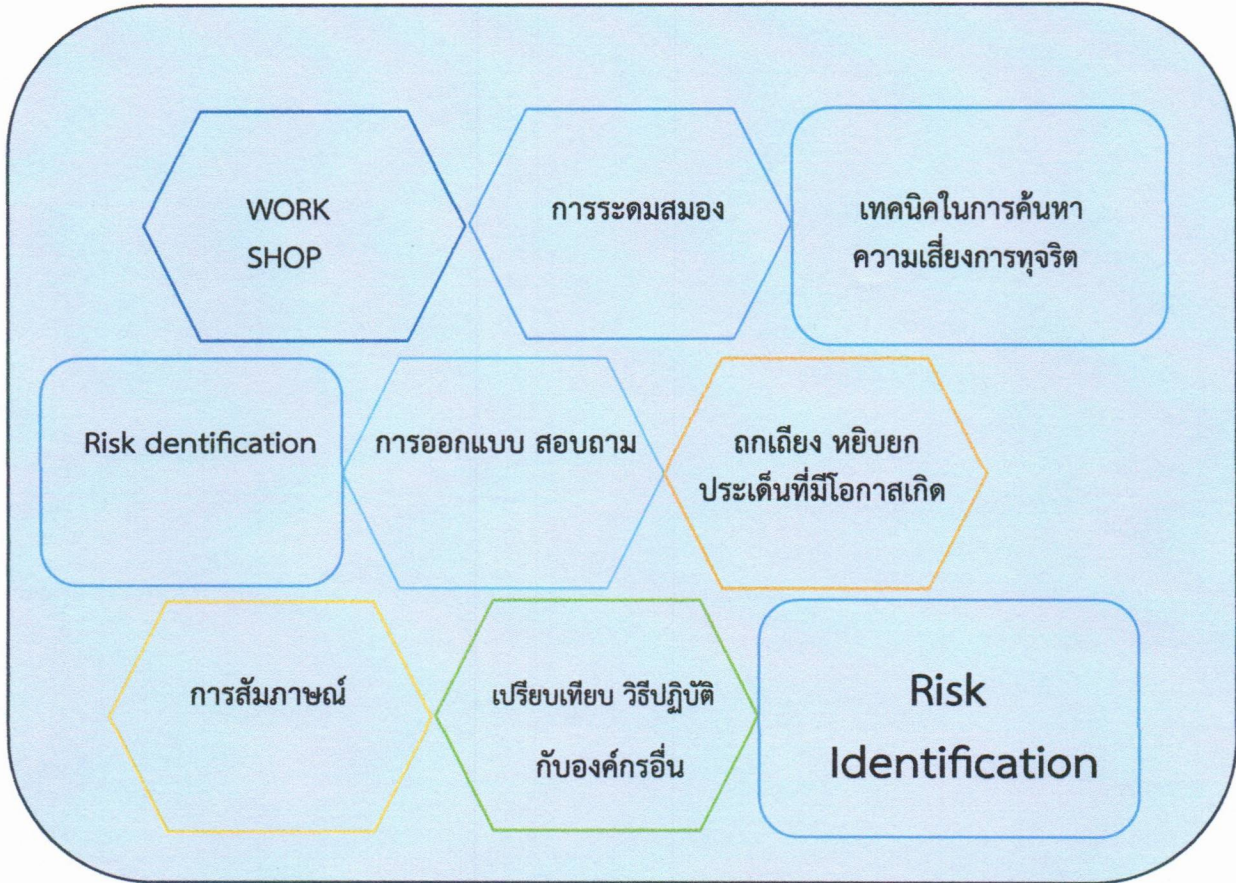 WORK
SHOP
การระดมสมอง
เทคนิคในการค้นหา
ความเสี่ยงการทุจริต
Risk dentification
การออกแบบ สอบถาม
ถกเถียง หยิบยก
ประเด็นที่มีโอกาสเกิด
การสัมภาษณ์
เปรียบเทียบ วิธีปฏิบัติ
กับองค์กรอื่น
Risk
Identification